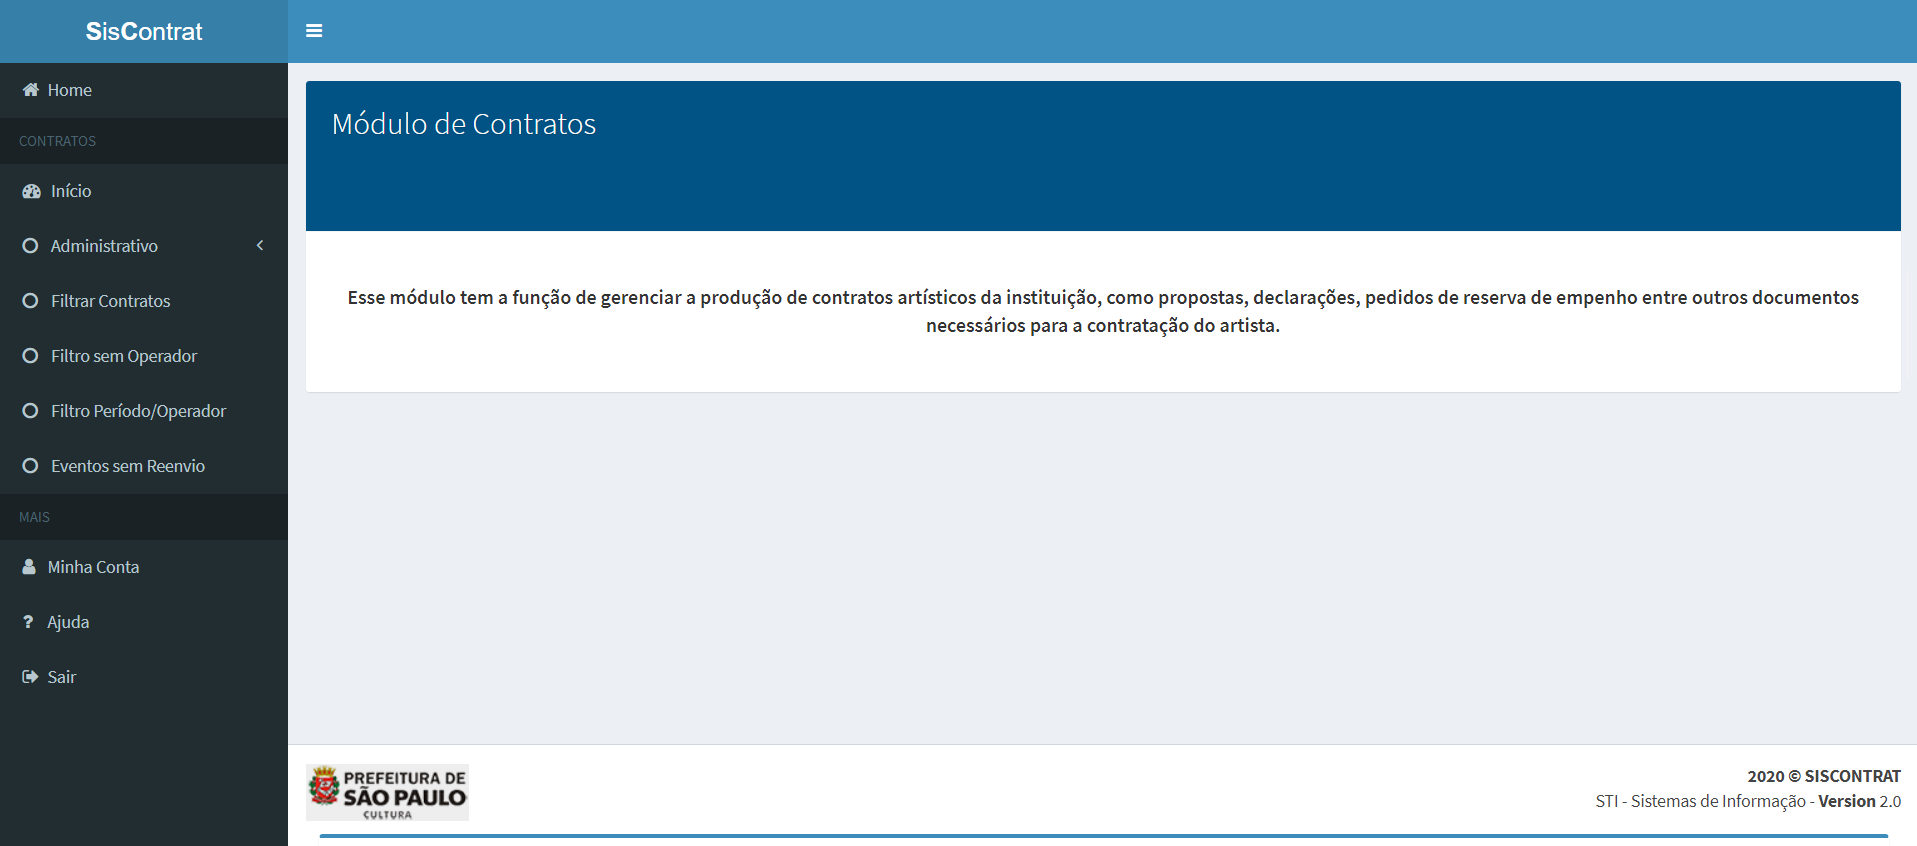 SisContrat
Home
CONTRATOS
Início
Administrativo
Filtrar Contratos
Filtro sem Operador
Filtro Período/Operador
Eventos sem Reenvio
MAIS
Minha Conta
? Ajuda
Sair
Módulo de Contratos
Esse módulo tem a função de gerenciar a produção de contratos artísticos da instituição, como propostas, declarações, pedidos de reserva de empenho entre outros documentos
necessários para a contratação do artista.
PREFEITURA DE
SÃO PAULO
CULTURA
2020 © SISCONTRAT
STI - Sistemas de Informação - Version 2.0